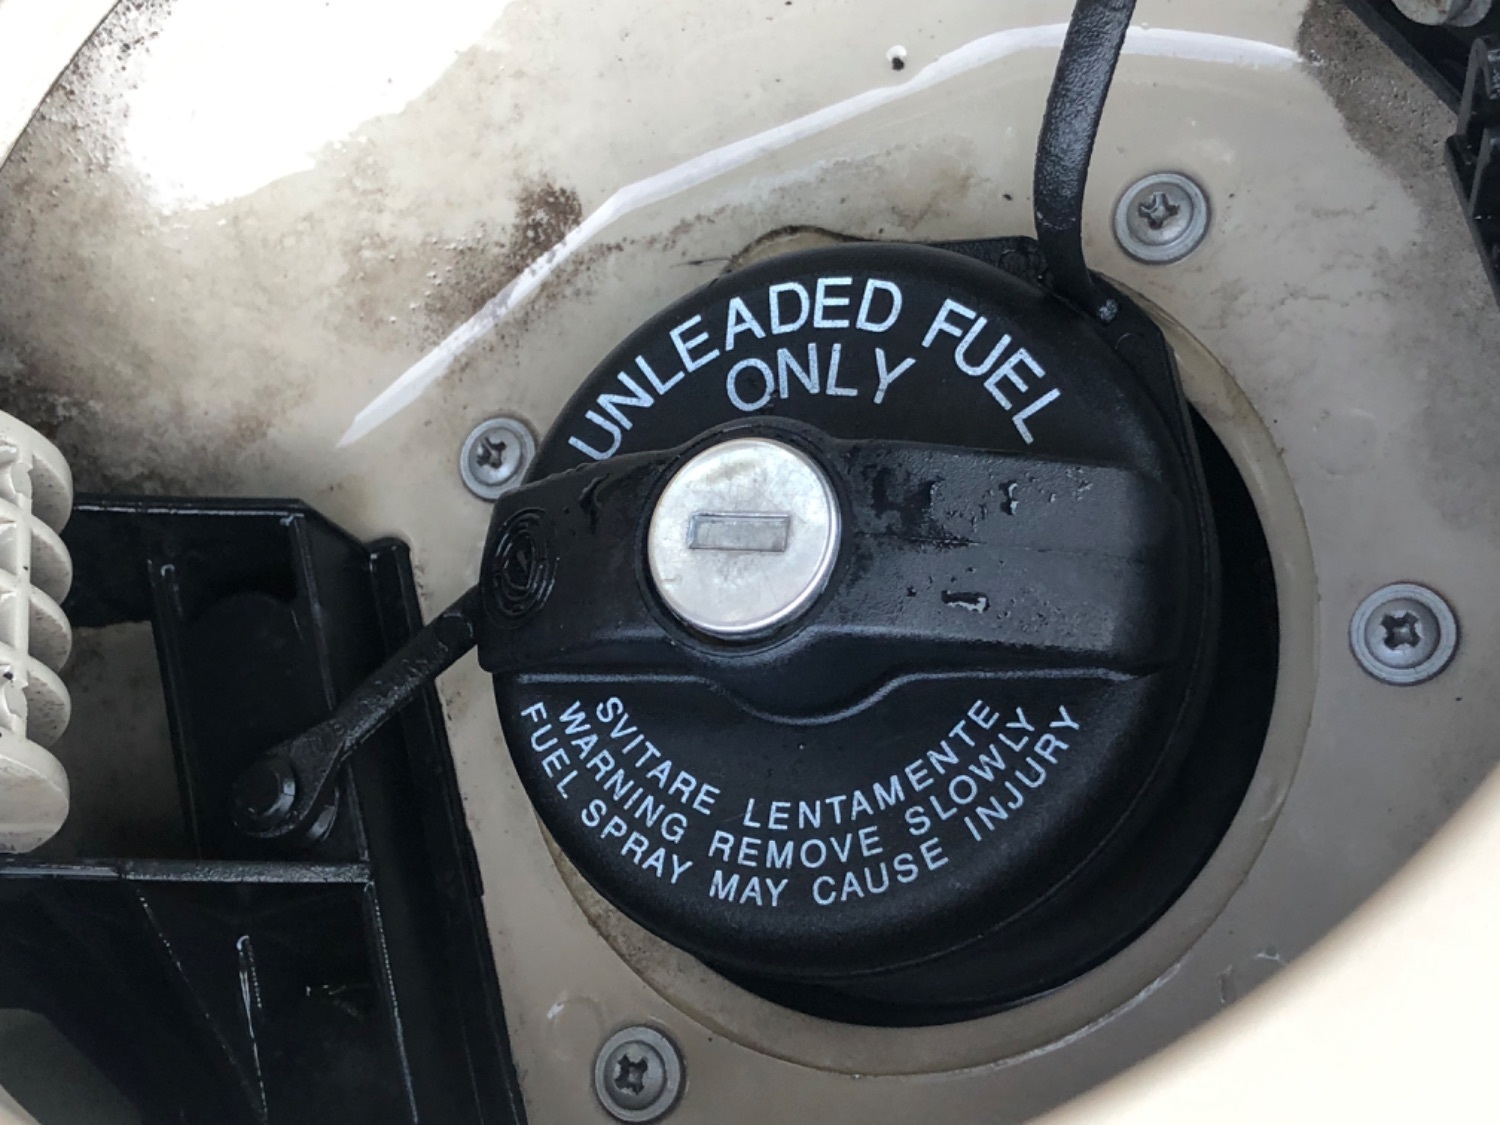 UNLEADED FUEL
ONLY
SVITARE LENTAMENTE
WARNING REMOVE SLOWLY
FUEL SPRAY MAY CAUSE INJURY